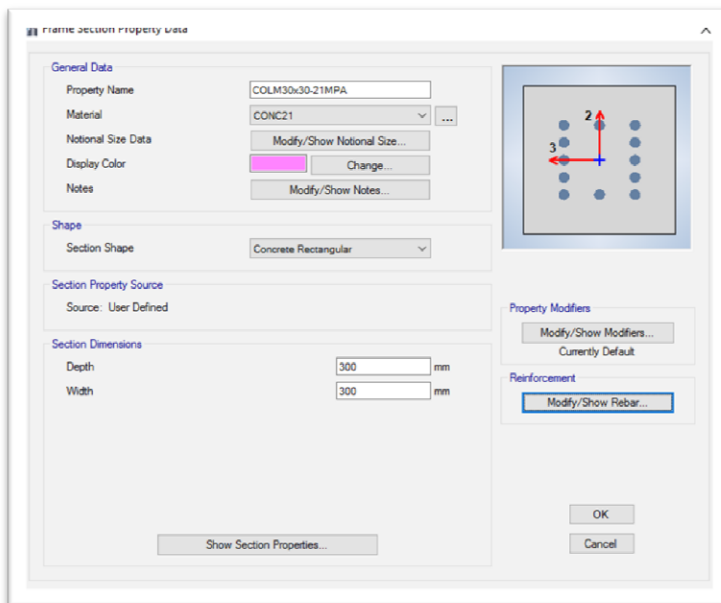 Frame Section Property Data
General Data
Property Name COLM30x30-21MPA
Material CONC21 ...
Notional Size Data Modify/Show Notional Size...
Display Color Change...
Notes Modify/Show Notes...
2
3
Shape
Section Shape Concrete Rectangular
Section Property Source
Source: User Defined
Property Modifiers
Modify/Show Modifiers...
Currently Default
Section Dimensions
Depth 300 mm
Width 300 mm
Reinforcement
Modify/Show Rebar...
Show Section Properties...
OK
Cancel